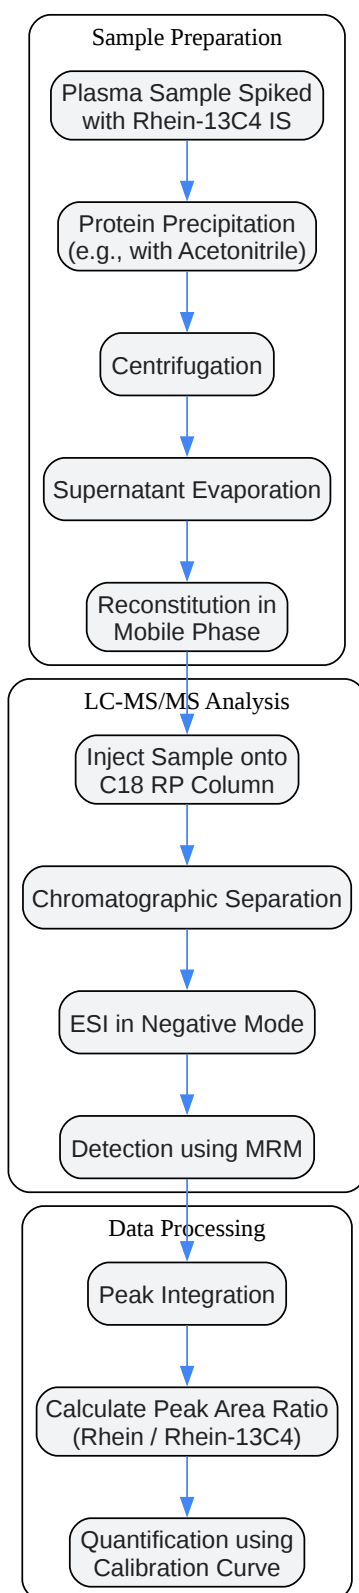 Sample Preparation
Plasma Sample Spiked
with Rhein-13C4 IS
Protein Precipitation
(e.g., with Acetonitrile)
Centrifugation
Supernatant Evaporation
Reconstitution in
Mobile Phase
LC-MS/MS Analysis
Inject Sample onto
C18 RP Column
Chromatographic Separation
ESI in Negative Mode
Detection using MRM
Data Processing
Peak Integration
Calculate Peak Area Ratio
(Rhein / Rhein-13C4)
Quantification using
Calibration Curve